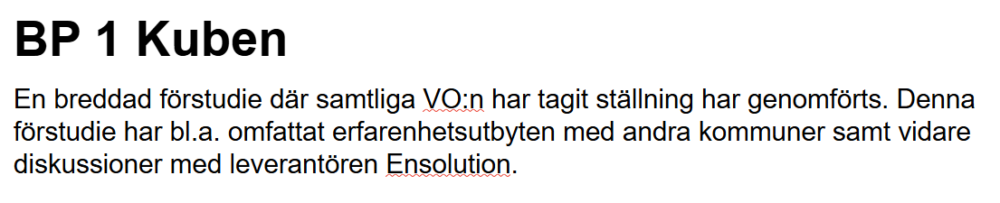 BP 1 Kuben
En breddad förstudie där samtliga VO:n har tagit ställning har genomförts. Denna
förstudie har bl.a. omfattat erfarenhetsutbyten med andra kommuner samt vidare
diskussioner med leverantören Ensolution.